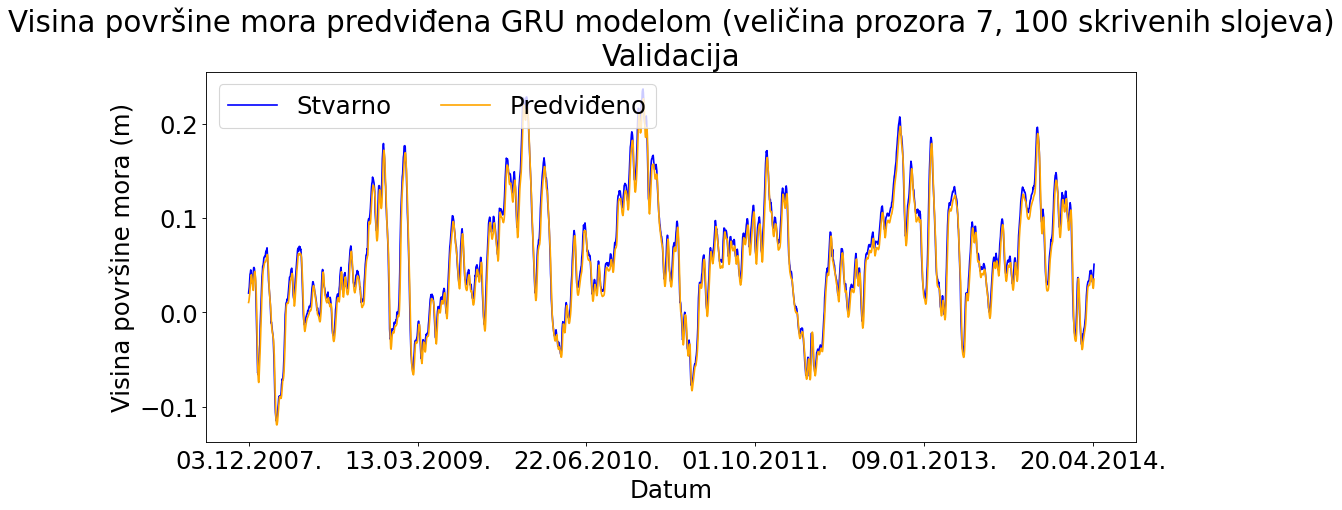 Visina površine mora predviđena GRU modelom (veličina prozora 7, 100 skrivenih slojeva)
Validacija
Stvarno Predviđeno
Visina površine mora (m)
0.2
0.1
0.0
−0.1
03.12.2007. 13.03.2009. 22.06.2010. 01.10.2011. 09.01.2013. 20.04.2014.
Datum